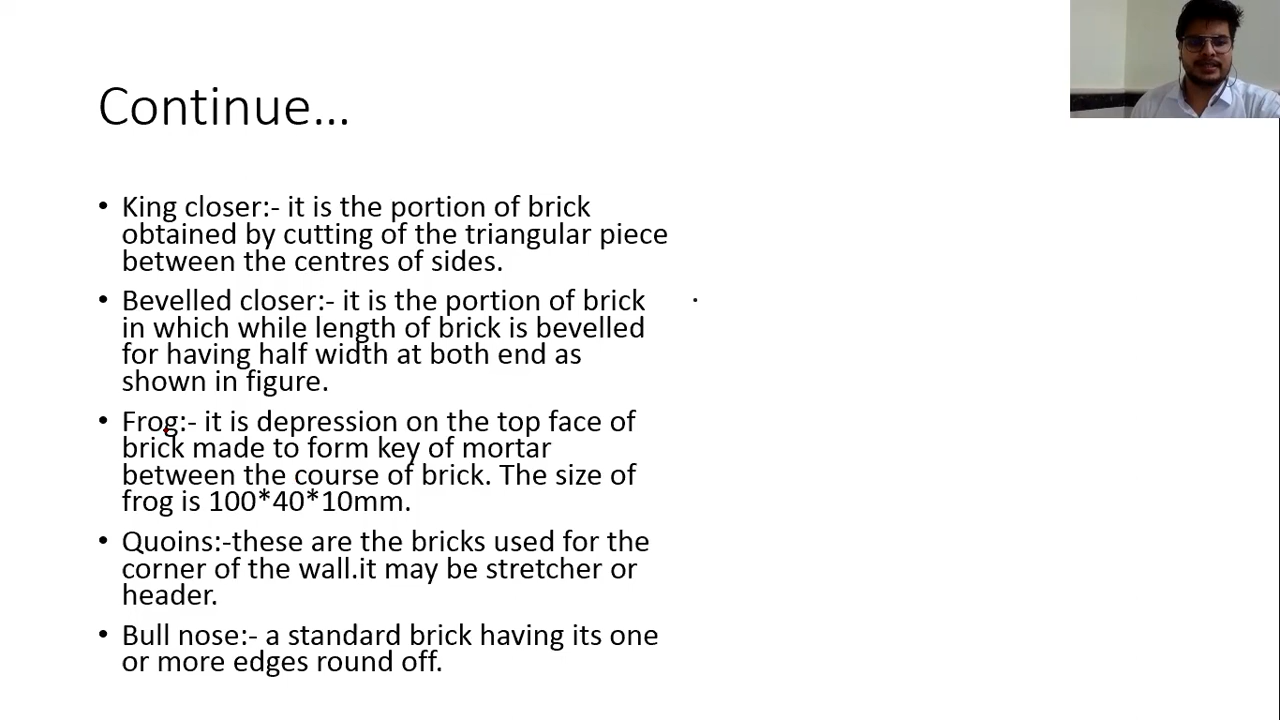 Continue...
• King closer:- it is the portion of brick
obtained by cutting of the triangular piece
between the centres of sides.
• Bevelled closer:- it is the portion of brick
in which while length of brick is bevelled
for having half width at both end as
shown in figure.
• Frog:- it is depression on the top face of
brick made to form key of mortar
between the course of brick. The size of
frog is 100*40*10mm.
• Quoins:-these are the bricks used for the
corner of the wall.it may be stretcher or
header.
• Bull nose:- a standard brick having its one
or more edges round off.